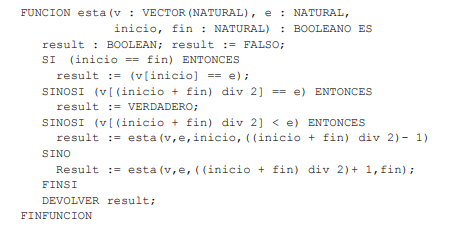 FUNCION esta(v : VECTOR(NATURAL), e : NATURAL,
inicio, fin : NATURAL) : BOOLEANO ES
result : BOOLEAN; result := FALSO;
SI (inicio == fin) ENTONCES
result := (v[inicio] == e);
SINOSI (v[(inicio + fin) div 2] == e) ENTONCES
result := VERDADERO;
SINOSI (v[(inicio + fin) div 2] < e) ENTONCES
result := esta(v,e,inicio,((inicio + fin) div 2)- 1)
SINO
Result := esta(v,e,((inicio + fin) div 2)+ 1,fin);
FINSI
DEVOLVER result;
FINFUNCION